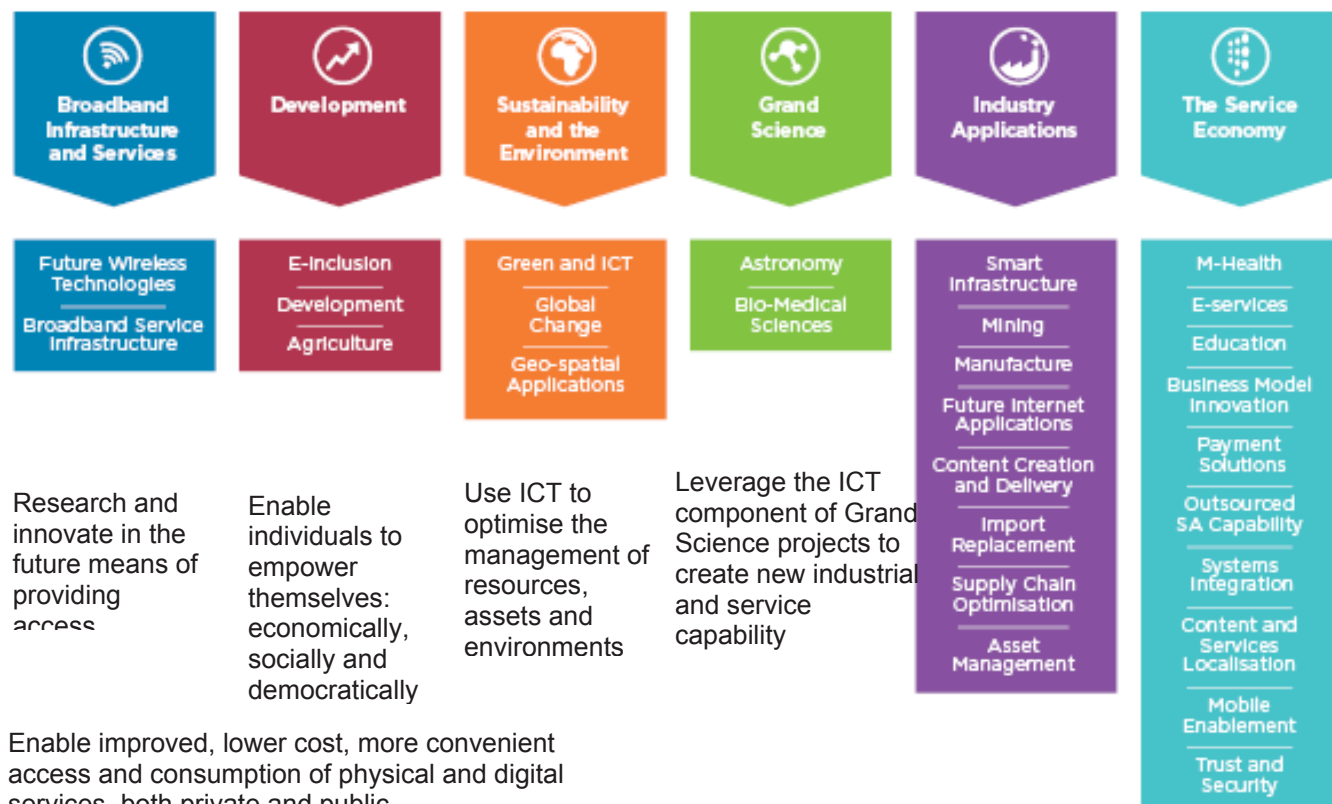 Broadband
Infrastructure
and Services
Development
Sustainability
and the
Environment
Grand
Science
Industry
Applications
The Service
Economy
Future Wireless
Technologies
Broadband Service
Infrastructure
E-Inclusion
Development
Agriculture
Green and ICT
Global
Change
Geo-spatial
Applications
Astronomy
Bio-Medical
Sciences
Smart
Infrastructure
Mining
Manufacture
Future Internet
Applications
Content Creation
and Delivery
Import
Replacement
Supply Chain
Optimisation
Asset
Management
M-Health
E-services
Education
Business Model
Innovation
Payment
Solutions
Outsourced
SA Capability
Systems
Integration
Content and
Services
Localisation
Mobile
Enablement
Trust and
Security
Research and
innovate in the
future means of
providing
access
Enable
individuals to
empower
themselves:
economically,
socially and
democratically
Use ICT to
optimise the
management of
resources,
assets and
environments
Leverage the ICT
component of Grand
Science projects to
create new industrial
and service
capability
Enable improved, lower cost, more convenient
access and consumption of physical and digital
services, both private and public